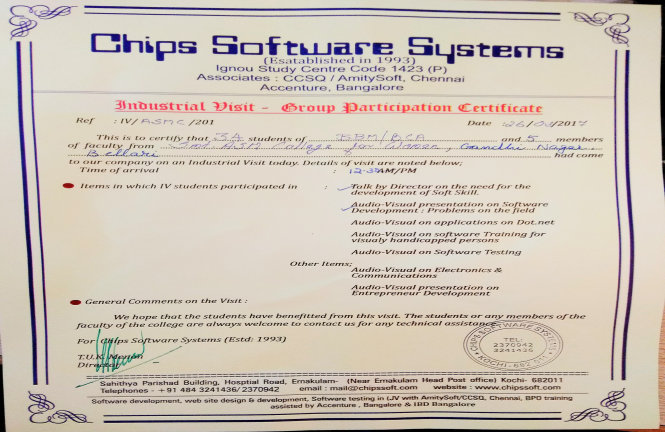 Chips Software Systems
(Esatablished in 1993)
Ignou Study Centre Code 1423 (P)
Associates : CCSQ / AmitySoft, Chennai
Accenture, Bangalore
Industrial Visit - Group Participation Certificate
Ref : IV/ASMC/201 Date 26/03/2017
This is to certify that 3A students of BBM/BCA and 5 members
of faculty from Smt. ASM College for Women, Gandhi Nagar.
Bellari had come
to our company on an Industrial Visit today. Details of visit are noted below;
Time of arrival : 12-30 AM/PM
Items in which IV students participated in : Talk by Director on the need for the
development of Soft Skill.
Audio-Visual presentation on Software
Development : Problems on the field
Audio-Visual on applications on Dot.net
Audio-Visual on software Training for
visualy handicapped persons
Audio-Visual on Software Testing
Other Items;
Audio-Visual on Electronics &
Communications
Audio-Visual presentation on
Entrepreneur Development
General Comments on the Visit :
We hope that the students have benefitted from this visit. The students or any members of the
faculty of the college are always welcome to contact us for any technical assistance.
For Chips Software Systems (Estd: 1993)
T.U.K. Menon
Director
CHIPS SOFTWARE SYSTEMS
TEL:
2370942
3241436
KOCHI-682 011
Sahithya Parishad Building, Hosptial Road, Ernakulam- (Near Ernakulam Head Post office) Kochi- 682011
Telephones - +91 484 3241436/ 2370942 email : mail@chipssoft.com website : www.chipssoft.com
Software development, web site design & development, Software testing in (JV with AmitySoft/CCSQ, Chennai, BPO training
assisted by Accenture , Bangalore & IBD Bangalore